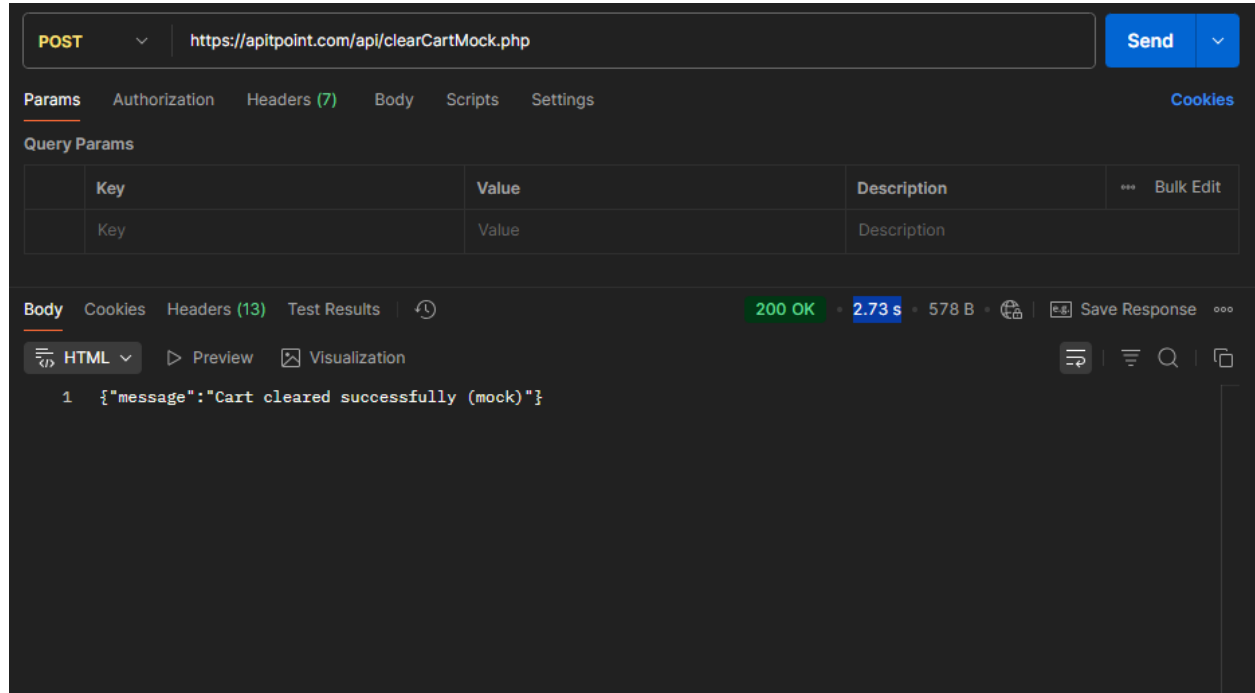 POST https://apitpoint.com/api/clearCartMock.php Send
Params Authorization Headers (7) Body Scripts Settings Cookies
Query Params
Key Value Description Bulk Edit
Key Value Description
Body Cookies Headers (13) Test Results 200 OK 2.73 s 578 B e.g. Save Response
HTML Preview Visualization
1 {"message":"Cart cleared successfully (mock)"}